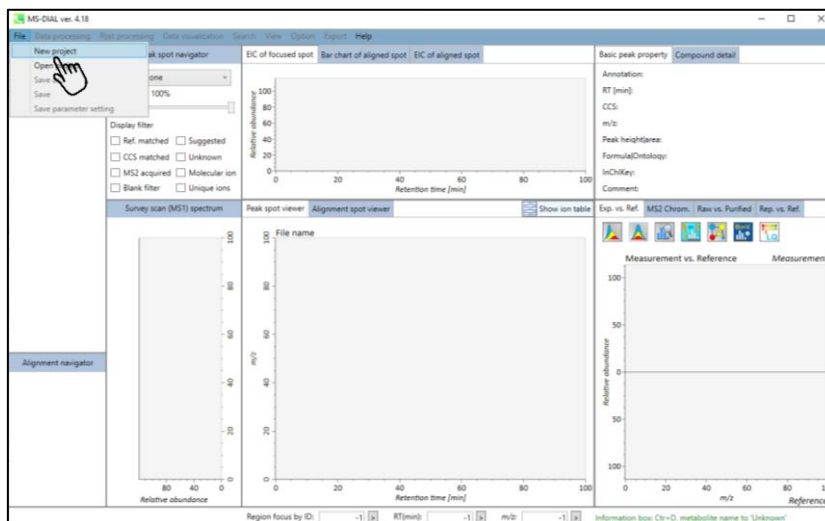 MS-DIAL ver. 4.18
File Data processing Post processing Data visualization Search View Option Export Help
New project
Open
Save
Save
Save parameter setting
ak spot navigator
one
100%
Display filter
Ref. matched Suggested
CCS matched Unknown
MS2 acquired Molecular ion
Blank filter Unique ions
EIC of focused spot Bar chart of aligned spot EIC of aligned spot
Relative abundance
100
80
60
40
20
0
0 20 40 60 80 100
Retention time [min]
Basic peak property Compound detail
Annotation:
RT [min]:
CCS:
m/z:
Peak height|area:
Formula|Ontology:
InChIKey:
Comment:
Alignment navigator
Survey scan (MS1) spectrum
100
80
60
40
20
0
80 60 40 20 0
Relative abundance
Peak spot viewer Alignment spot viewer Show ion table
File name
m/z
100
80
60
40
20
0
0 20 40 60 80 100
Retention time [min]
Exp. vs. Ref. MS2 Chrom. Raw vs. Purified Rep. vs. Ref.
Measurement vs. Reference Measurement
Relative abundance
100
50
0
50
100
0 20 40 60 80
m/z Reference
Region focus by ID: -1 RT(min): -1 m/z: -1
Information box: Ctr+D, metabolite name to 'Unknown'